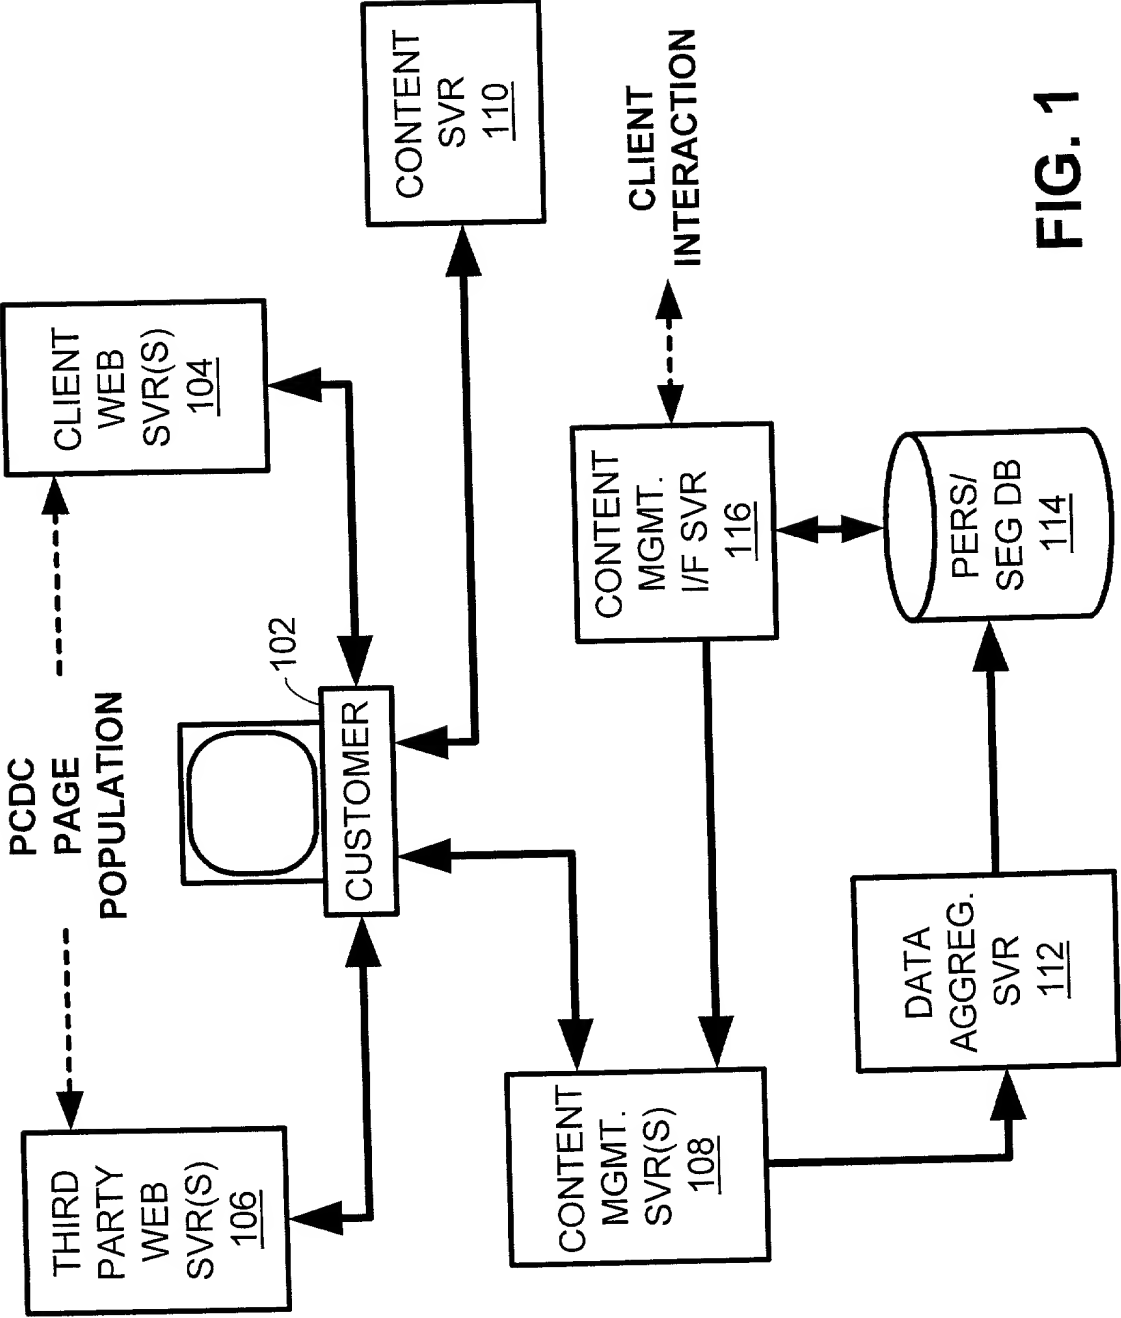 PCDC
PAGE
POPULATION
THIRD
PARTY
WEB
SVR(S)
106
CLIENT
WEB
SVR(S)
104
102
CUSTOMER
CONTENT
SVR
110
CONTENT
MGMT.
SVR(S)
108
CONTENT
MGMT.
I/F SVR
116
CLIENT
INTERACTION
DATA
AGGREG.
SVR
112
PERS/
SEG DB
114
FIG. 1